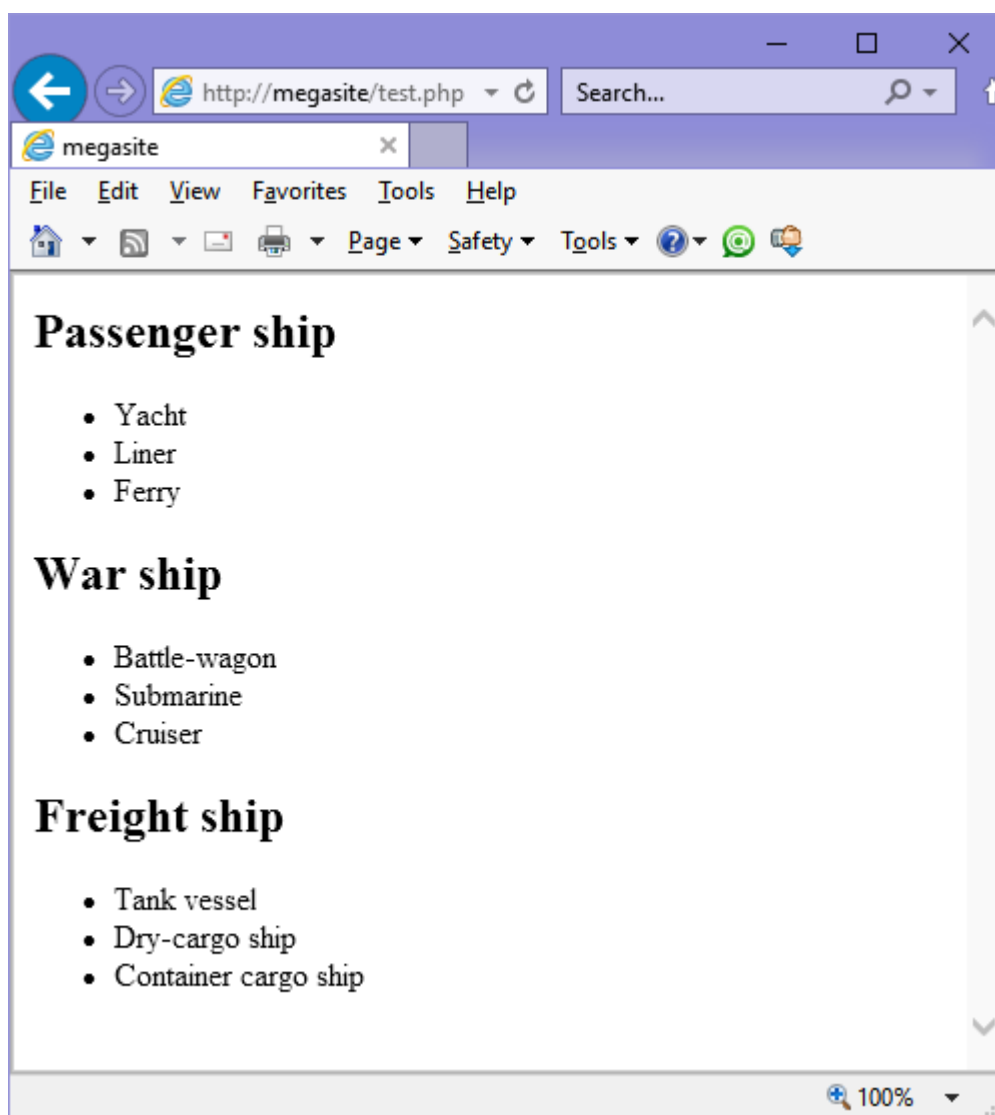 http://megasite/test.php Search...
megasite
File Edit View Favorites Tools Help
Page Safety Tools
Passenger ship
Yacht
Liner
Ferry
War ship
Battle-wagon
Submarine
Cruiser
Freight ship
Tank vessel
Dry-cargo ship
Container cargo ship
100%